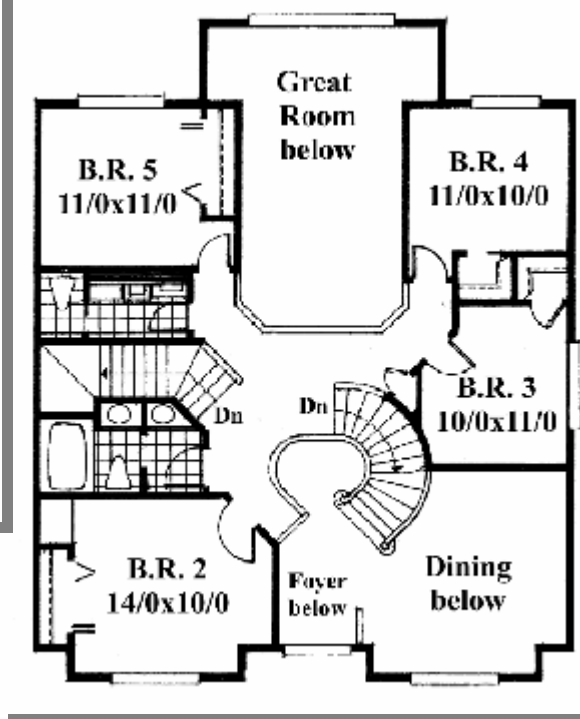 Great
Room
below
B.R. 5
11/0x11/0
B.R. 4
11/0x10/0
B.R. 3
10/0x11/0
Dn
Dn
B.R. 2
14/0x10/0
Foyer
below
Dining
below